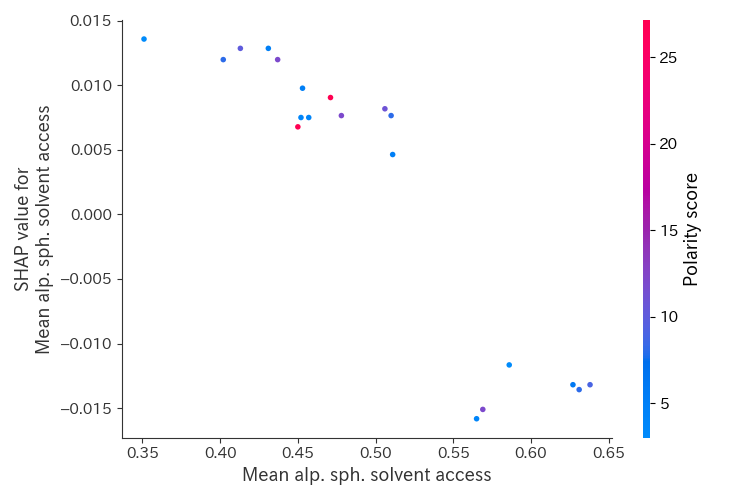 0.015
0.010
0.005
0.000
−0.005
−0.010
−0.015
SHAP value for
Mean alp. sph. solvent access
0.35 0.40 0.45 0.50 0.55 0.60 0.65
Mean alp. sph. solvent access
25
20
15
10
5
Polarity score